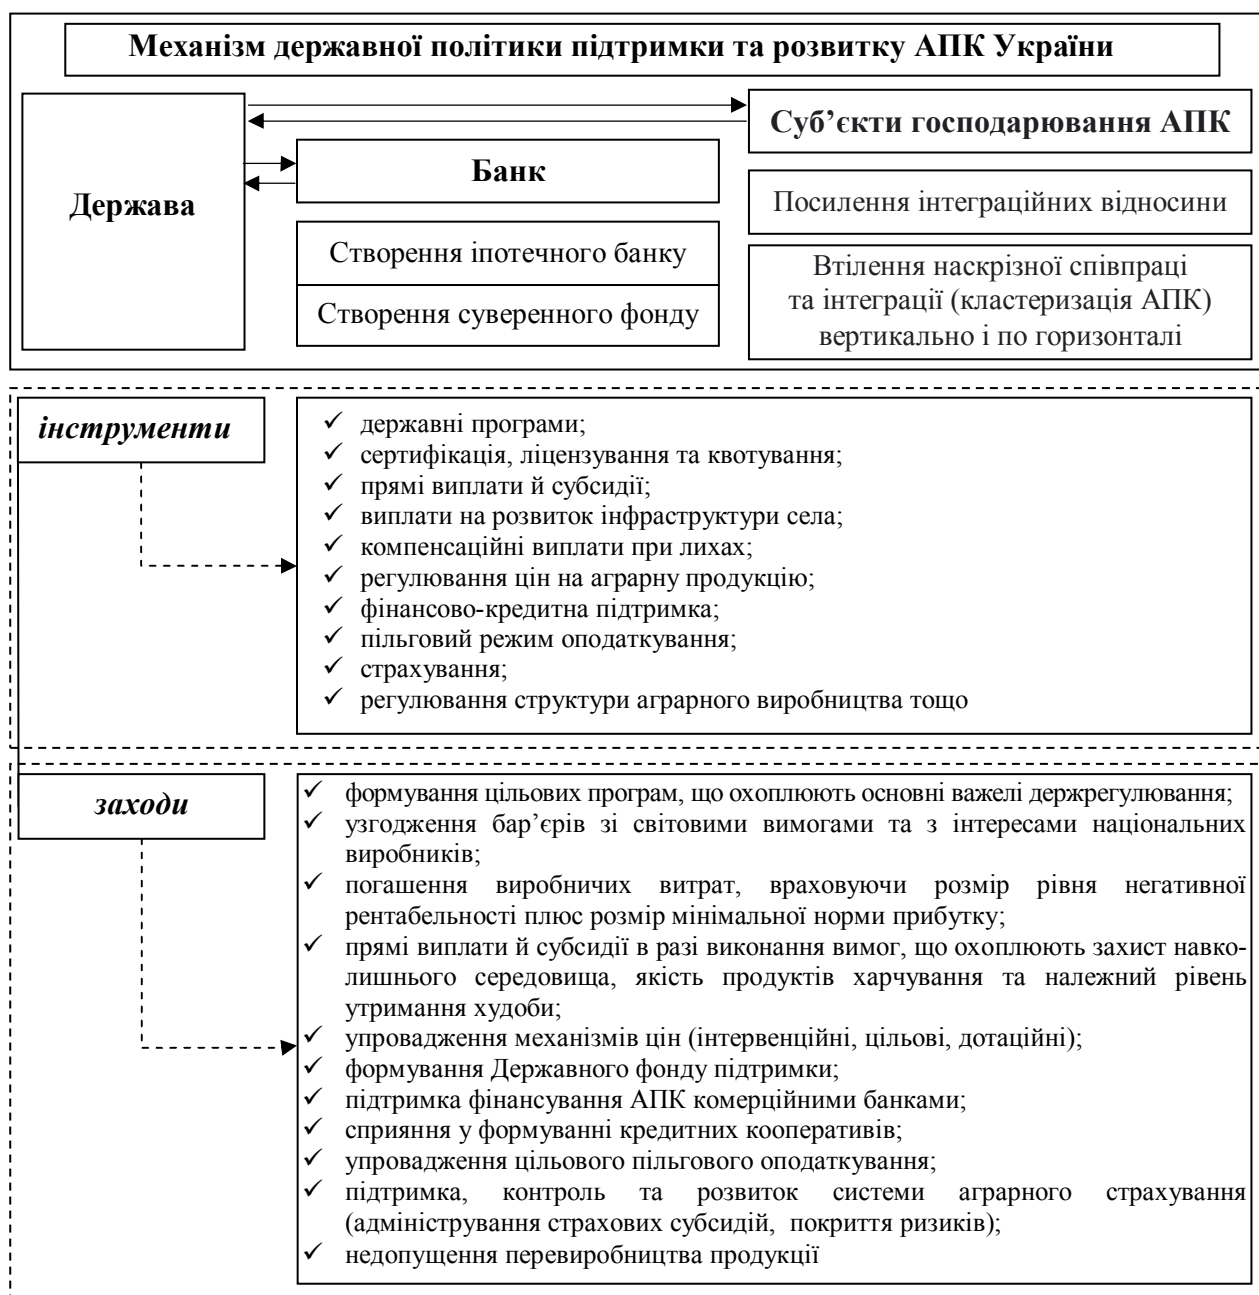 Механізм державної політики підтримки та розвитку АПК України
Держава
Суб’єкти господарювання АПК
Банк
Посилення інтеграційних відносини
Створення іпотечного банку
Створення суверенного фонду
Втілення наскрізної співпраці
та інтеграції (кластеризація АПК)
вертикально і по горизонталі
інструменти
✓ державні програми;
✓ сертифікація, ліцензування та квотування;
✓ прямі виплати й субсидії;
✓ виплати на розвиток інфраструктури села;
✓ компенсаційні виплати при лихах;
✓ регулювання цін на аграрну продукцію;
✓ фінансово-кредитна підтримка;
✓ пільговий режим оподаткування;
✓ страхування;
✓ регулювання структури аграрного виробництва тощо
заходи
✓ формування цільових програм, що охоплюють основні важелі держрегулювання;
✓ узгодження бар’єрів зі світовими вимогами та з інтересами національних
виробників;
✓ погашення виробничих витрат, враховуючи розмір рівня негативної
рентабельності плюс розмір мінімальної норми прибутку;
✓ прямі виплати й субсидії в разі виконання вимог, що охоплюють захист навко-
лишнього середовища, якість продуктів харчування та належний рівень
утримання худоби;
✓ упровадження механізмів цін (інтервенційні, цільові, дотаційні);
✓ формування Державного фонду підтримки;
✓ підтримка фінансування АПК комерційними банками;
✓ сприяння у формуванні кредитних кооперативів;
✓ упровадження цільового пільгового оподаткування;
✓ підтримка, контроль та розвиток системи аграрного страхування
(адміністрування страхових субсидій, покриття ризиків);
✓ недопущення перевиробництва продукції